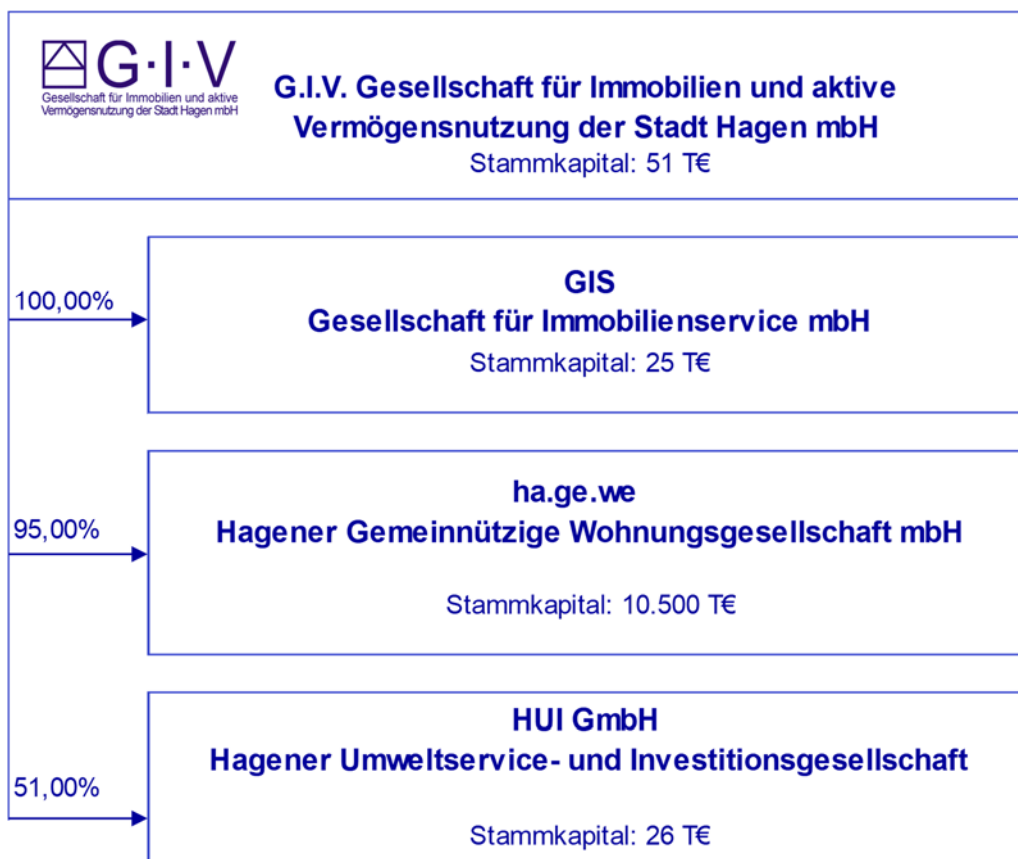 G·I·V
Gesellschaft für Immobilien und aktive
Vermögensnutzung der Stadt Hagen mbH
G.I.V. Gesellschaft für Immobilien und aktive
Vermögensnutzung der Stadt Hagen mbH
Stammkapital: 51 T€
100,00%
GIS
Gesellschaft für Immobilienservice mbH
Stammkapital: 25 T€
95,00%
ha.ge.we
Hagener Gemeinnützige Wohnungsgesellschaft mbH
Stammkapital: 10.500 T€
51,00%
HUI GmbH
Hagener Umweltservice- und Investitionsgesellschaft
Stammkapital: 26 T€